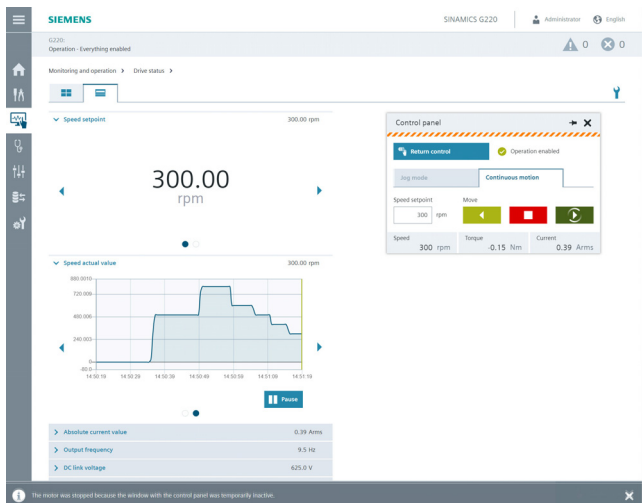 SIEMENS
SINAMICS G220
Administrator
English
G220:
Operation - Everything enabled
0
0
Monitoring and operation > Drive status >
Speed setpoint 300.00 rpm
300.00
rpm
Speed actual value 300.00 rpm
880.0010
720.006
480.006
240.003
0
-80.0
14:50:19 14:50:29 14:50:39 14:50:49 14:50:59 14:51:09 14:51:19
Pause
Absolute current value 0.39 Arms
Output frequency 9.5 Hz
DC link voltage 625.0 V
Control panel
Return control
Operation enabled
Jog mode
Continuous motion
Speed setpoint Move
300 rpm
Speed Torque Current
300 rpm -0.15 Nm 0.39 Arms
The motor was stopped because the window with the control panel was temporarily inactive.